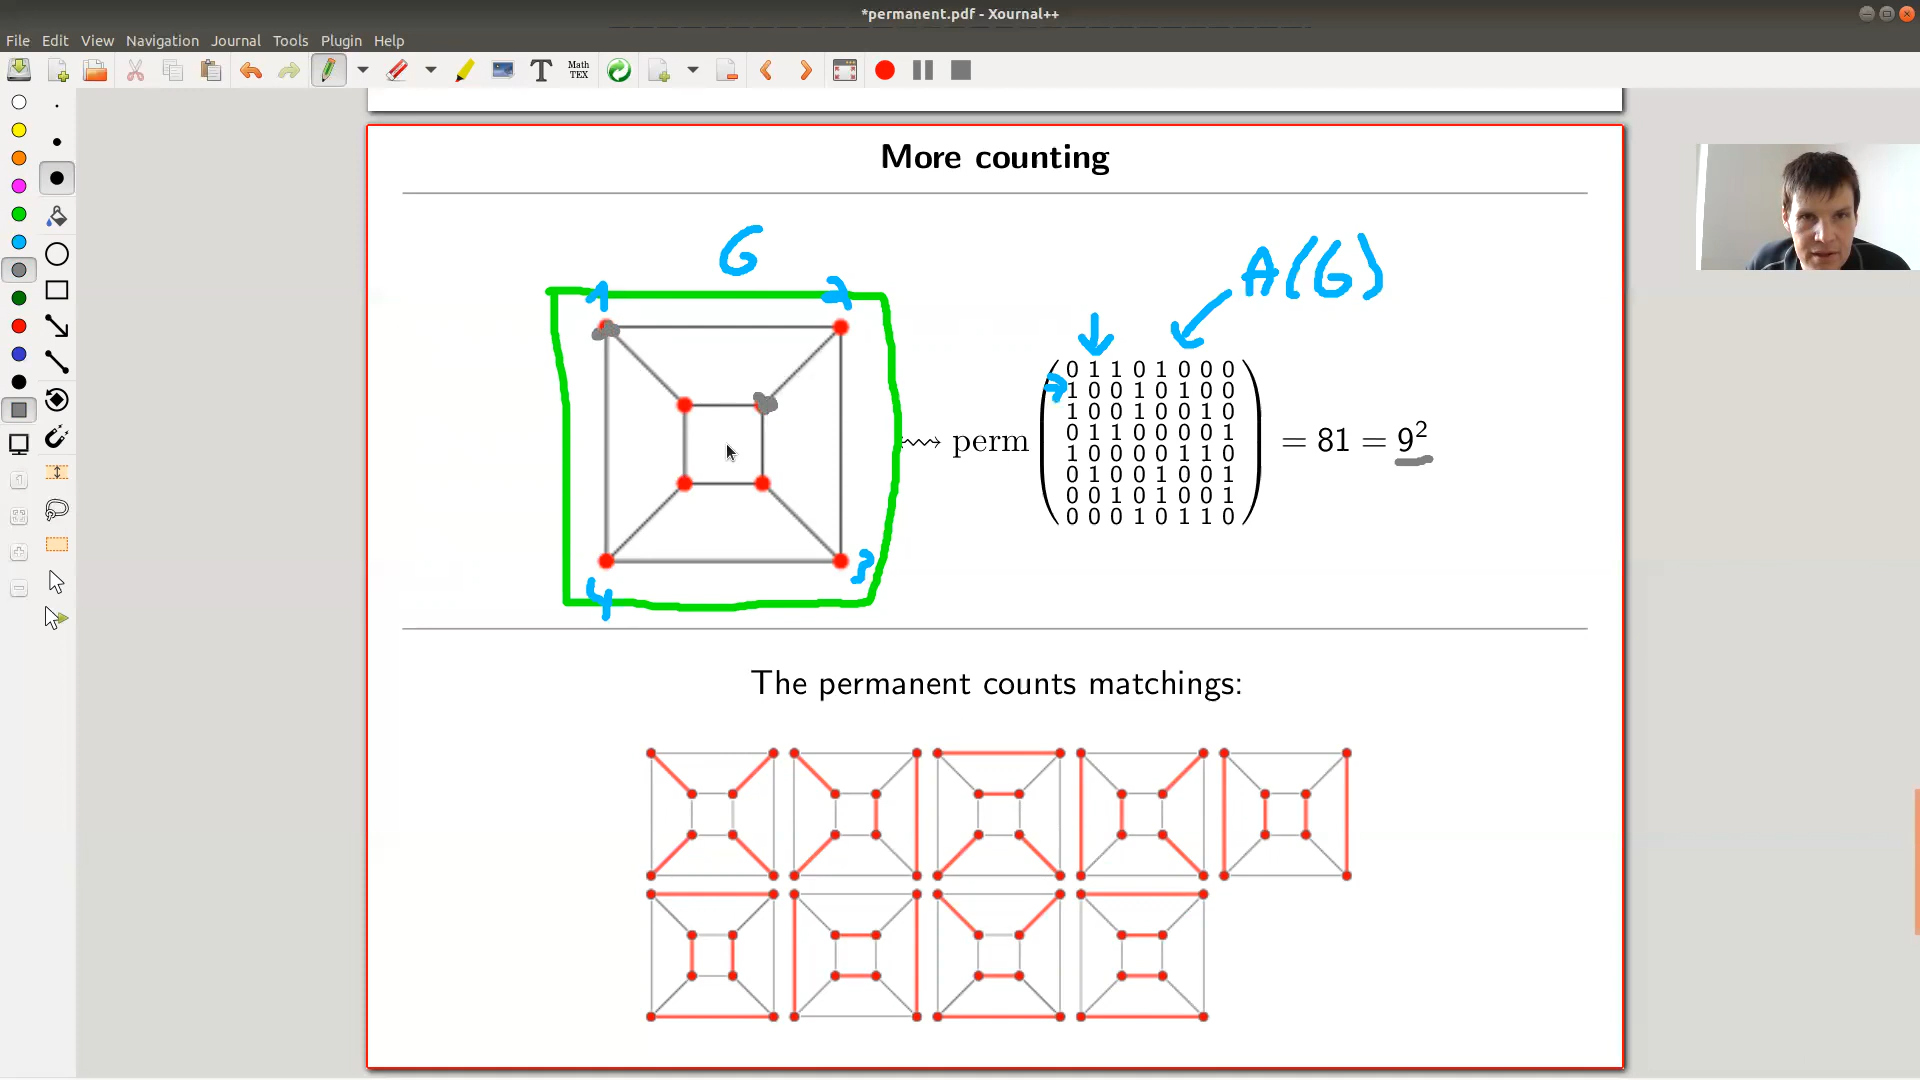 *permanent.pdf - Xournal++
File Edit View Navigation Journal Tools Plugin Help
T Math TEX
More counting
G
A(G)
1 2
perm
0 1 1 0 1 0 0 0
1 0 0 1 0 1 0 0
1 0 0 1 0 0 1 0
0 1 1 0 0 0 0 1
1 0 0 0 0 1 1 0
0 1 0 0 1 0 0 1
0 0 1 0 1 0 0 1
0 0 0 1 0 1 1 0
= 81 = 9²
4 3
The permanent counts matchings: